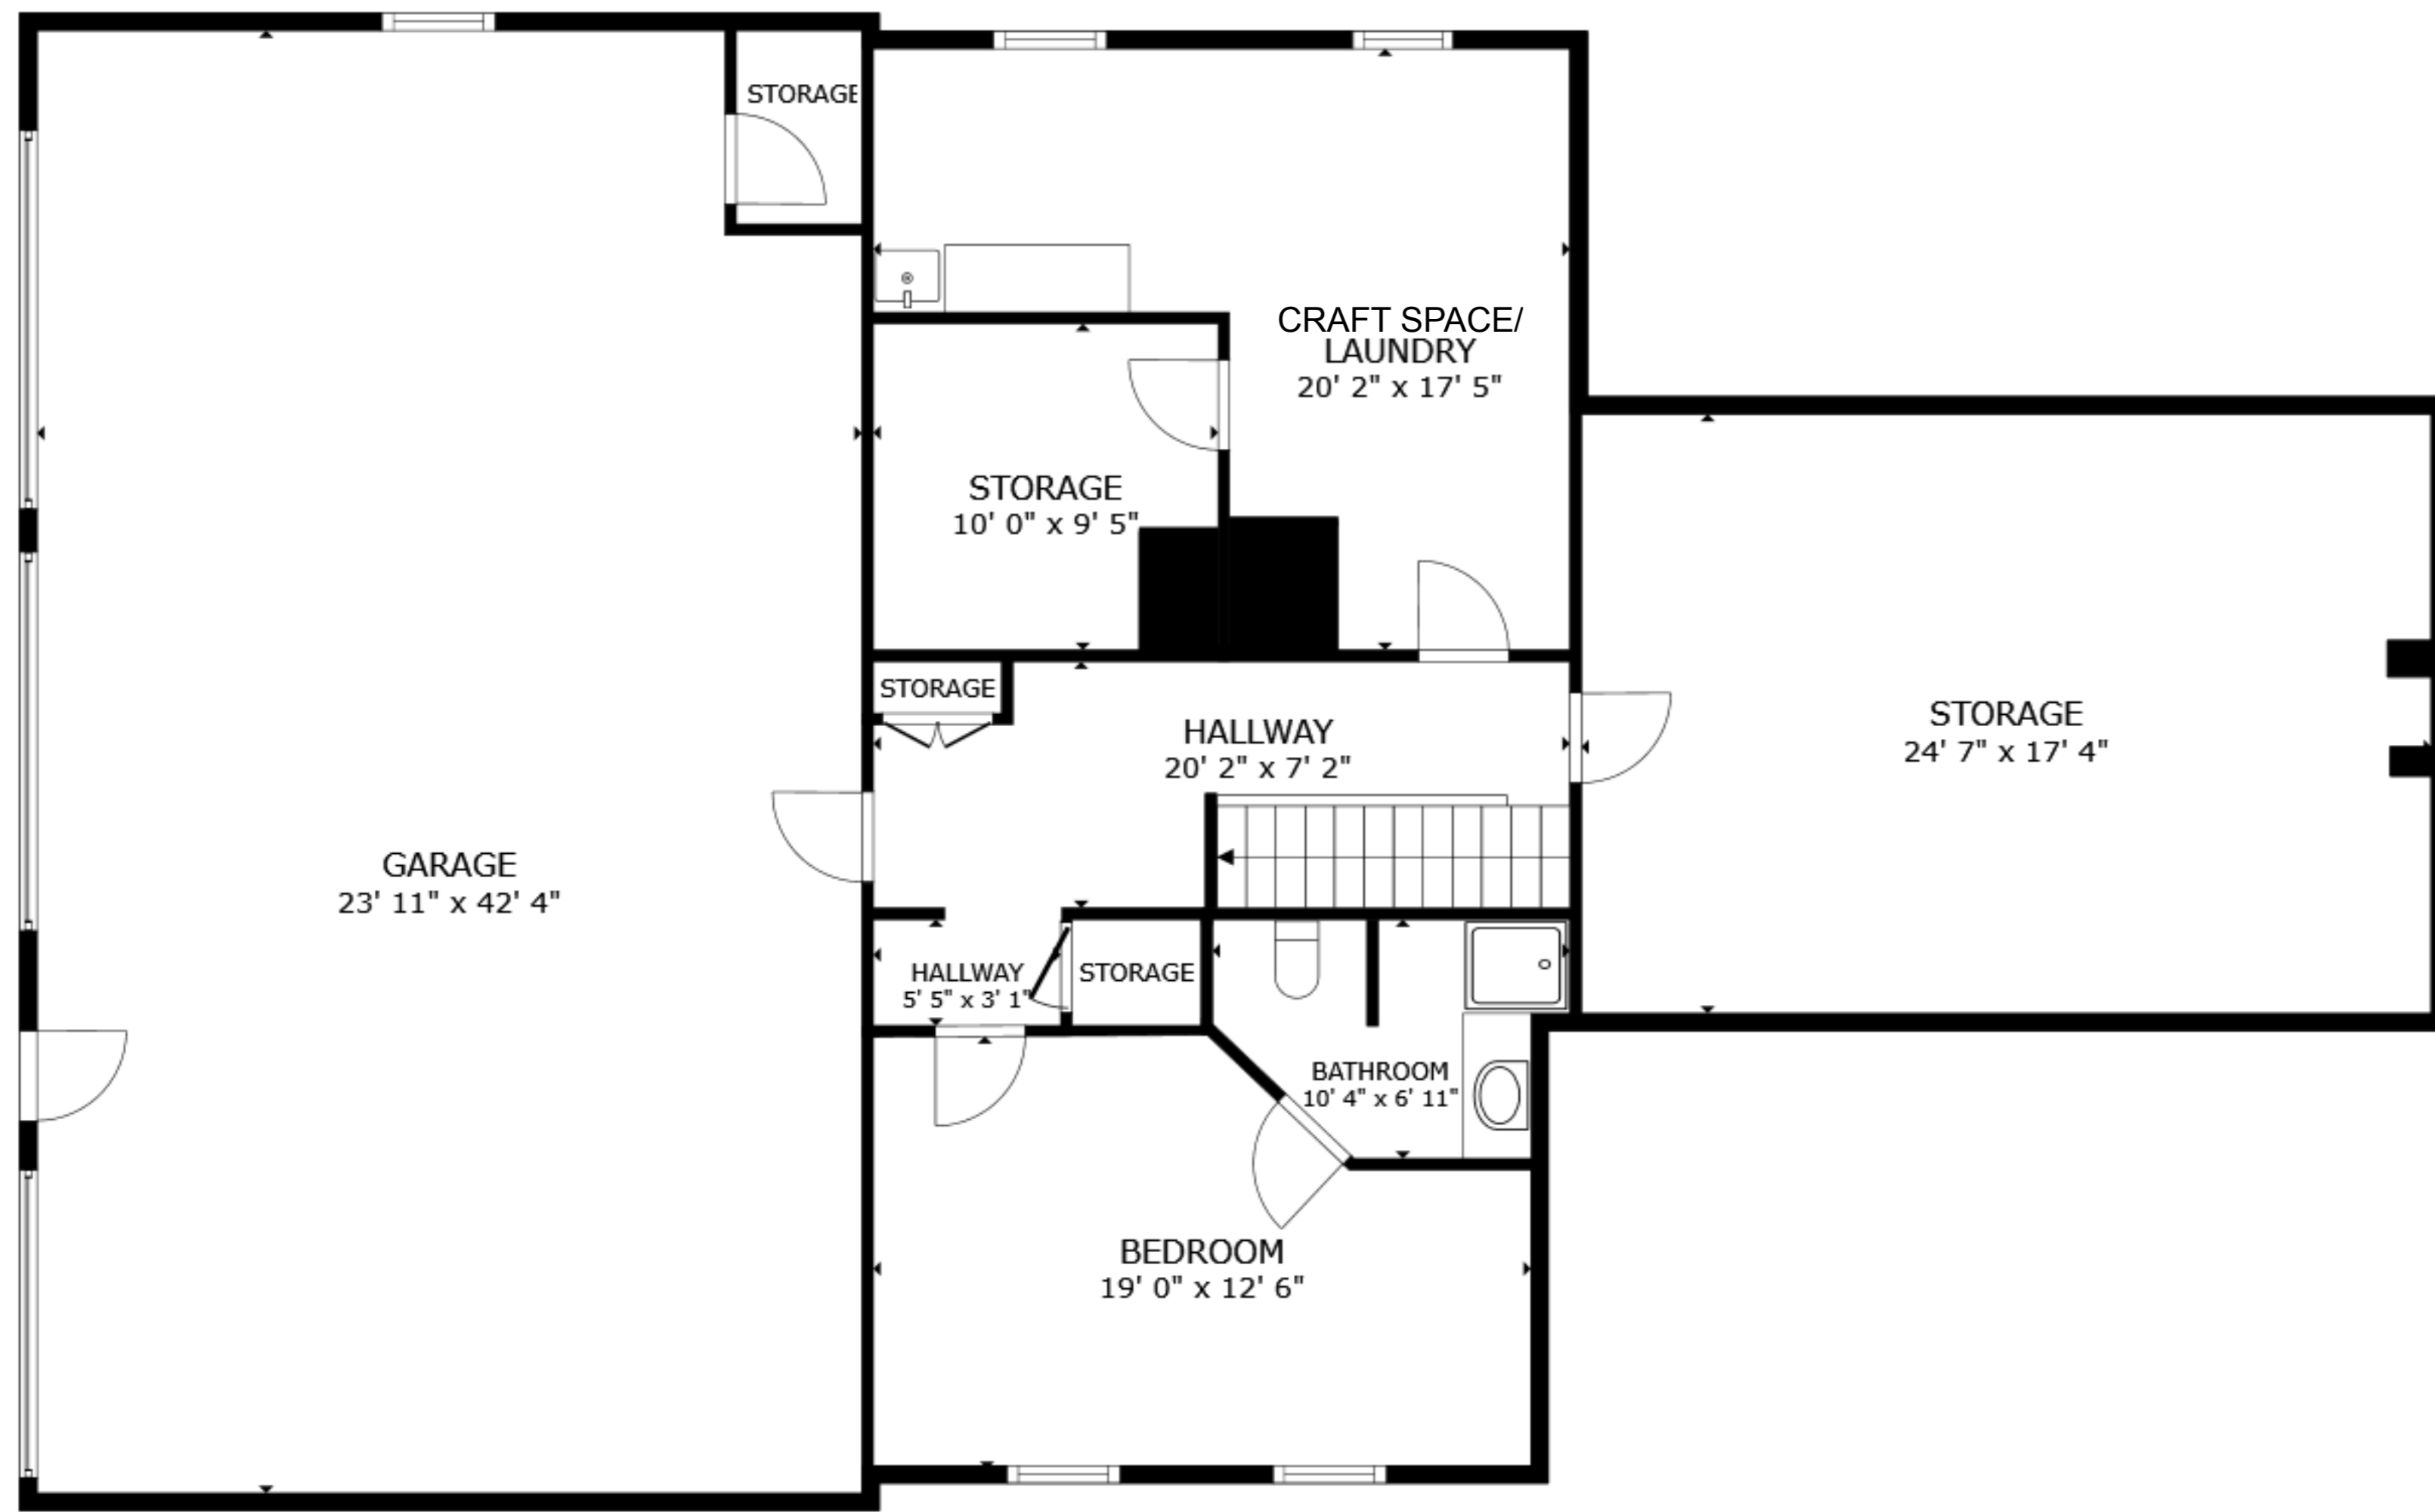 STORAGE
CRAFT SPACE/
LAUNDRY
20' 2" x 17' 5"
STORAGE
10' 0" x 9' 5"
STORAGE
HALLWAY
20' 2" x 7' 2"
STORAGE
24' 7" x 17' 4"
GARAGE
23' 11" x 42' 4"
HALLWAY
5' 5" x 3' 1"
STORAGE
BATHROOM
10' 4" x 6' 11"
BEDROOM
19' 0" x 12' 6"